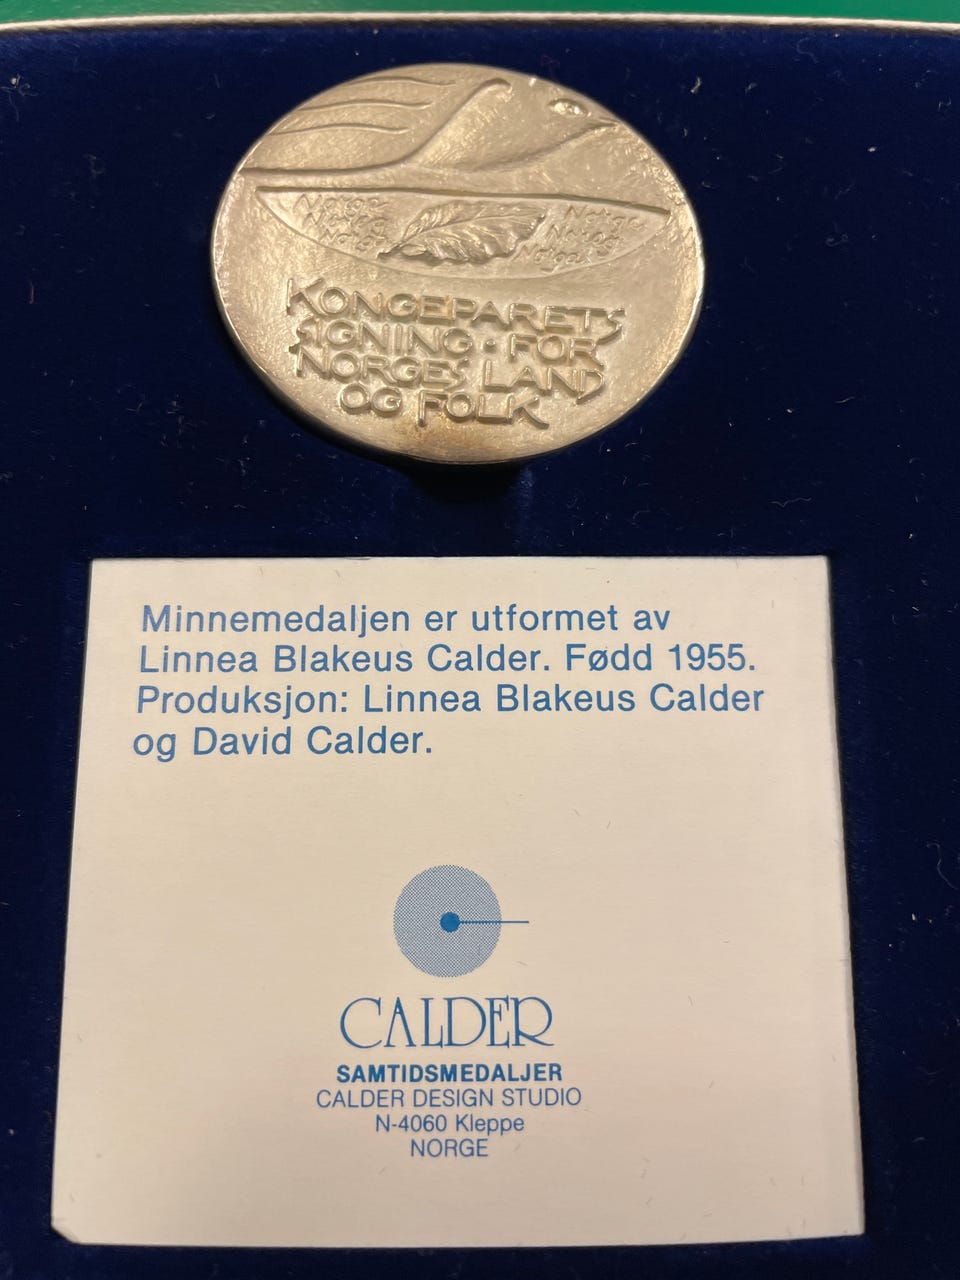 Norge
Norge
Norge
Norge
Norge
Norge
KONGEPARETS
SIGNING · FOR
NORGES LAND
OG FOLK
Minnemedaljen er utformet av
Linnea Blakeus Calder. Født 1955.
Produksjon: Linnea Blakeus Calder
og David Calder.
CALDER
SAMTIDSMEDALJER
CALDER DESIGN STUDIO
N-4060 Kleppe
NORGE